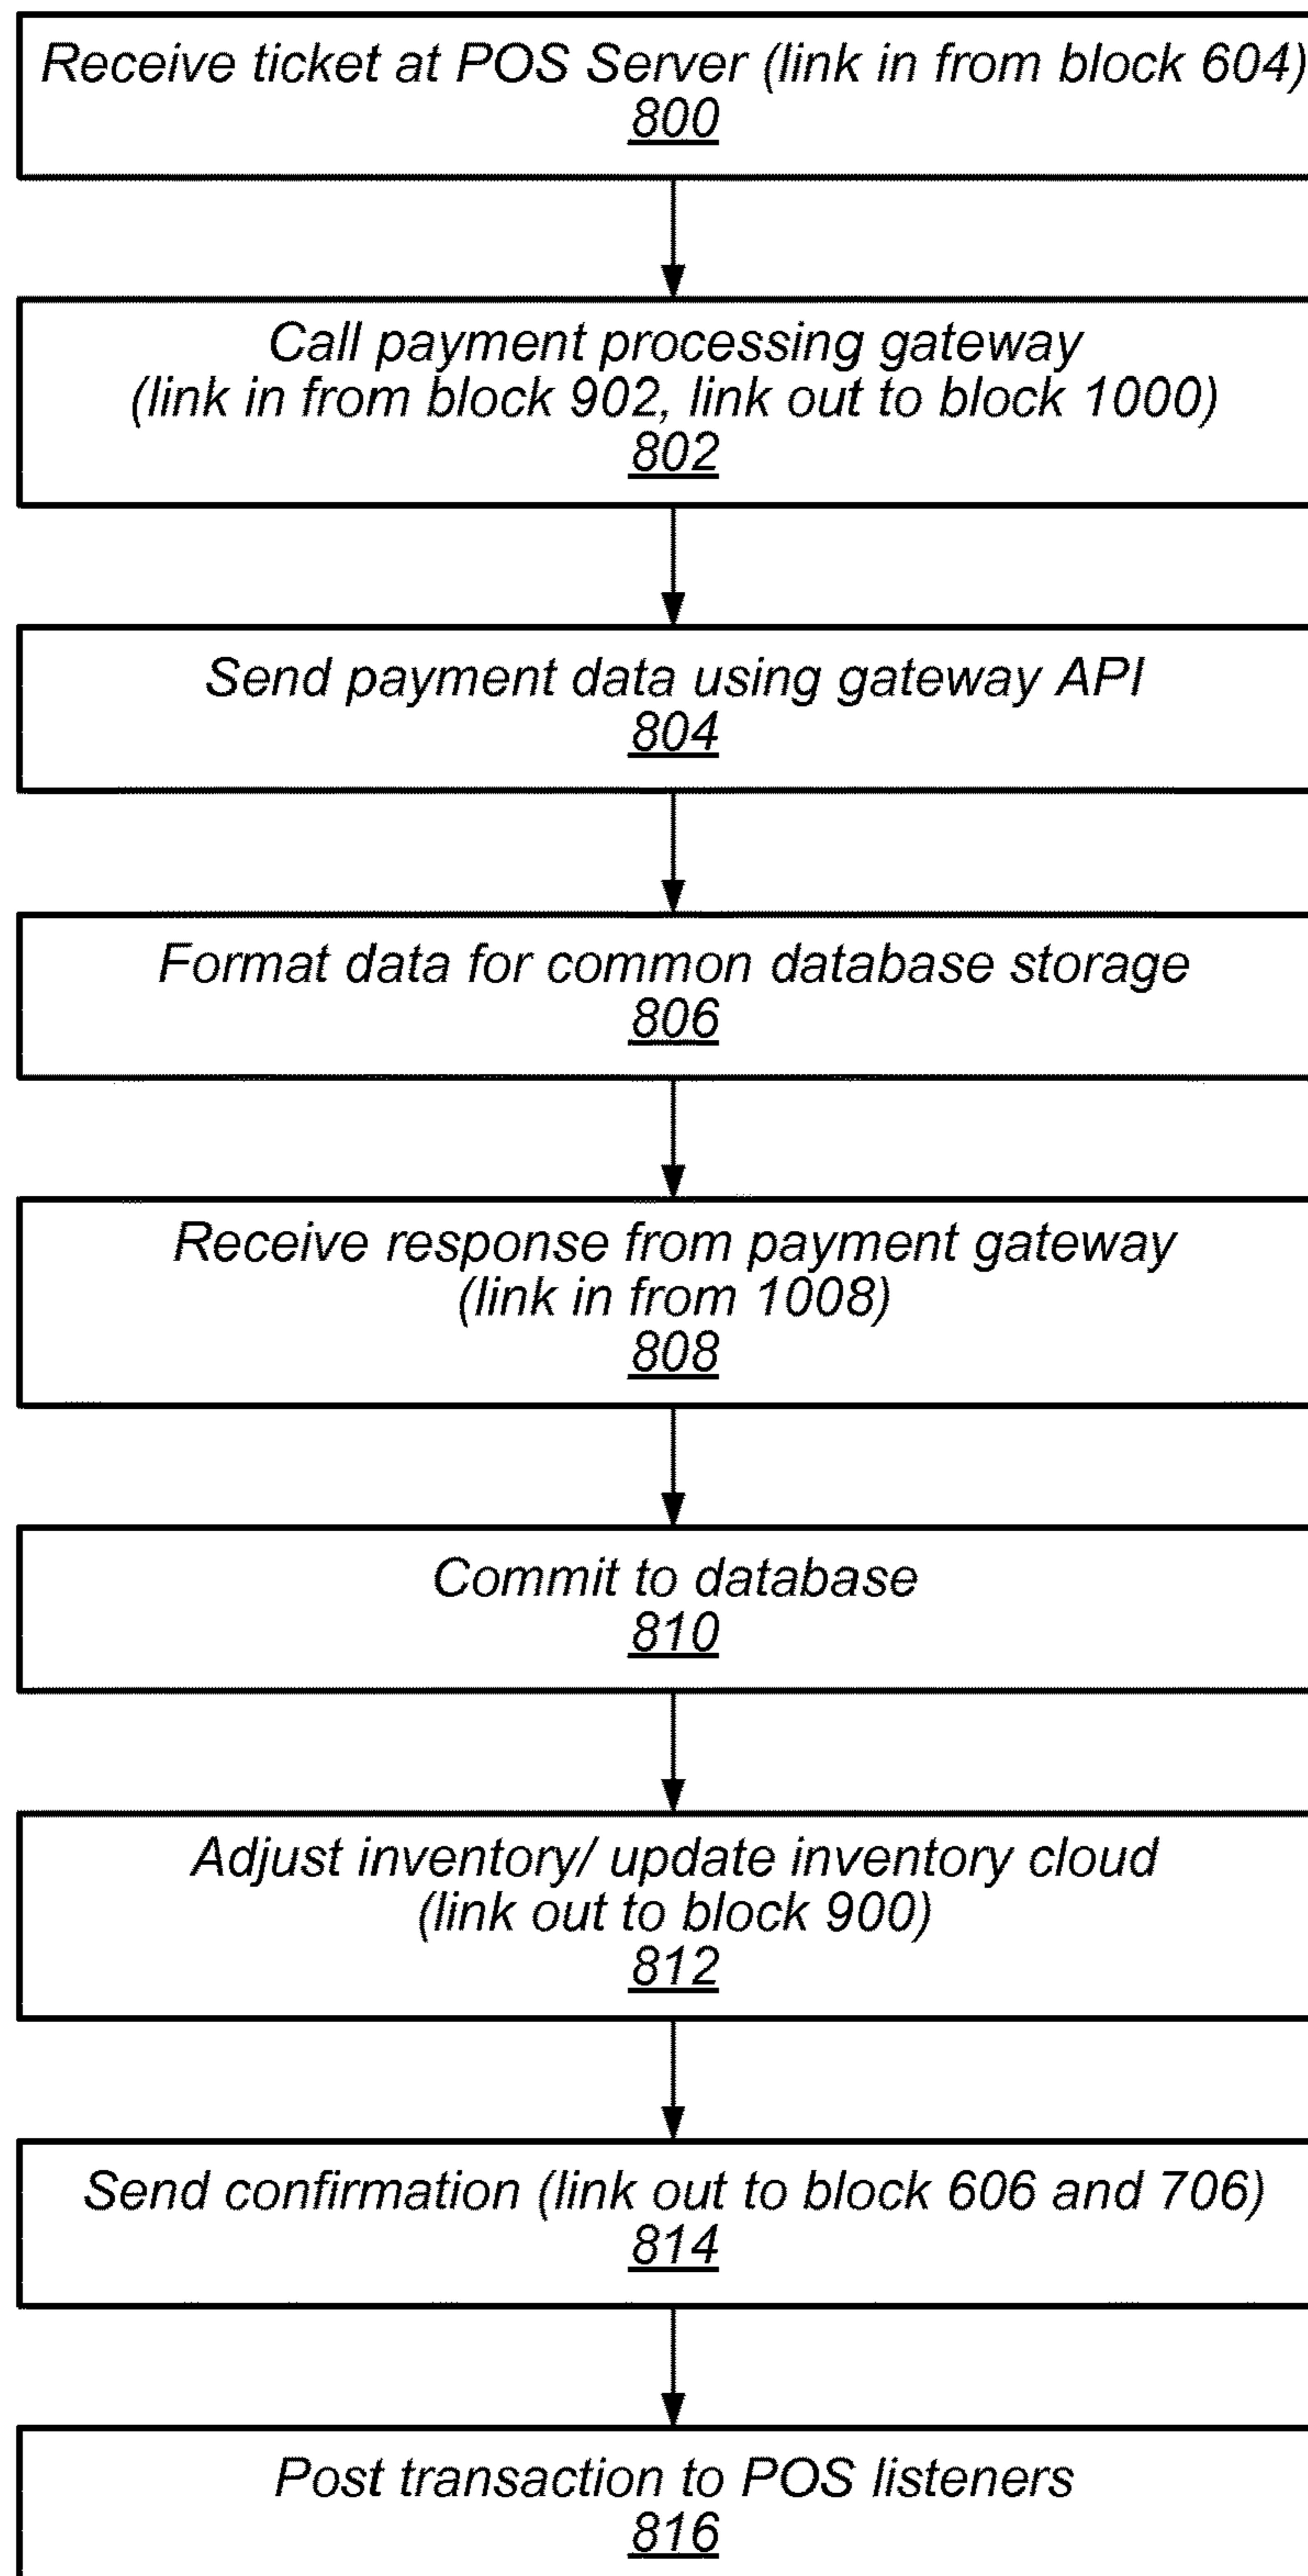 Receive ticket at POS Server (link in from block 604)
800
Call payment processing gateway
(link in from block 902, link out to block 1000)
802
Send payment data using gateway API
804
Format data for common database storage
806
Receive response from payment gateway
(link in from 1008)
808
Commit to database
810
Adjust inventory/ update inventory cloud
(link out to block 900)
812
Send confirmation (link out to block 606 and 706)
814
Post transaction to POS listeners
816